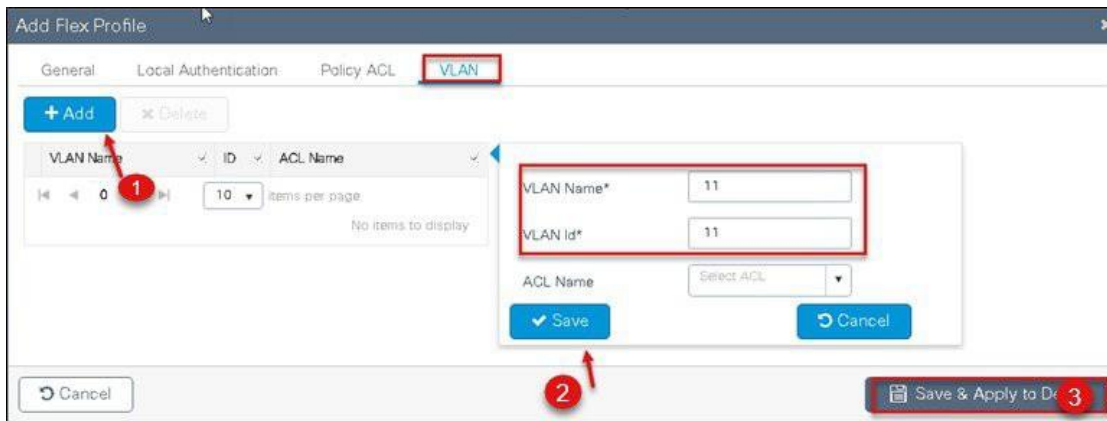 Add Flex Profile
General Local Authentication Policy ACL VLAN
+ Add × Delete
VLAN Name ID ACL Name
0 10 items per page
No items to display
1
VLAN Name* 11
VLAN Id* 11
ACL Name Select ACL
Save Cancel
2
Cancel Save & Apply to De
3